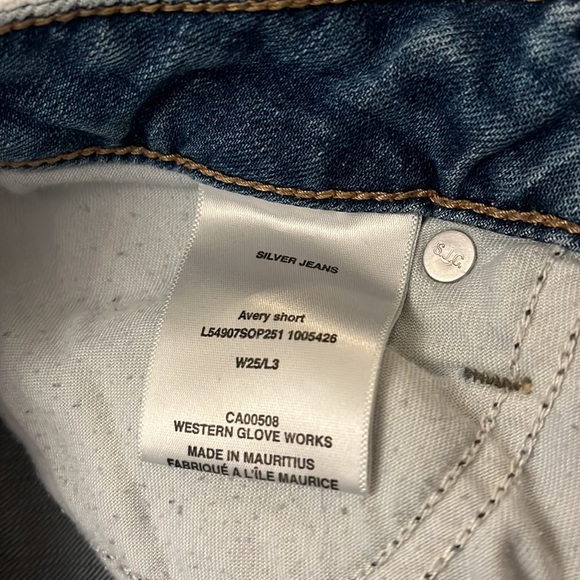 SILVER JEANS
S.J.C.
Avery short
L54907SOP251 1005426
W25/L3
CA00508
WESTERN GLOVE WORKS
MADE IN MAURITIUS
FABRIQUÉ A L'ÎLE MAURICE